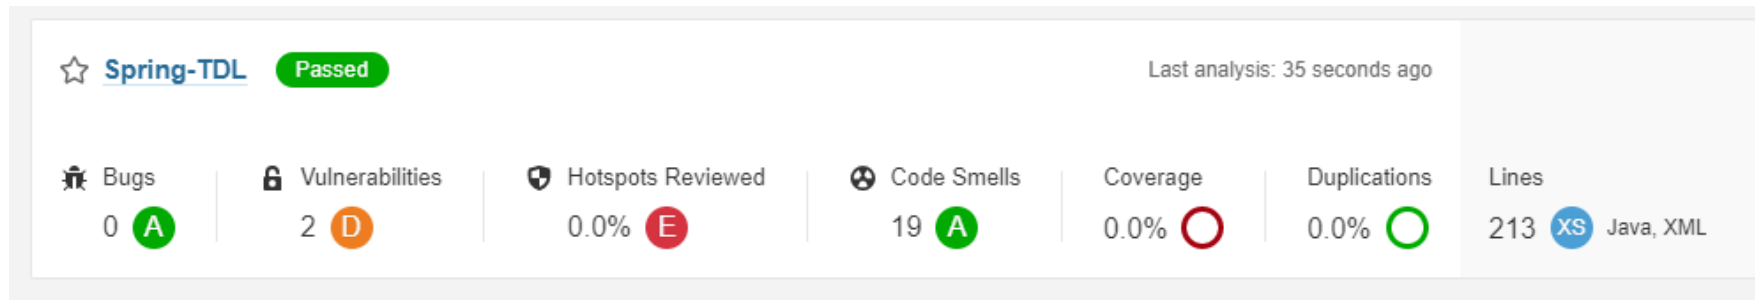 Spring-TDL Passed Last analysis: 35 seconds ago
Bugs Vulnerabilities Hotspots Reviewed Code Smells Coverage Duplications Lines
0 A 2 D 0.0% E 19 A 0.0% 0.0% 213 XS Java, XML